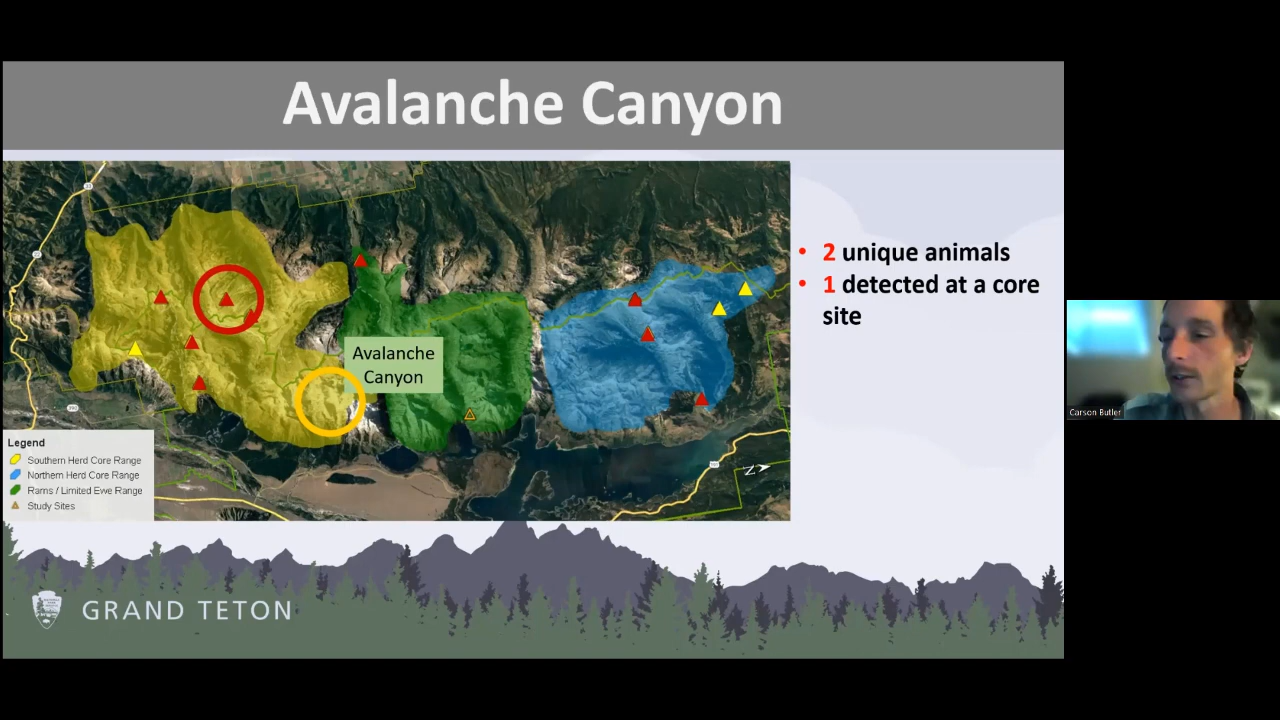 Avalanche Canyon
Avalanche
Canyon
• 2 unique animals
• 1 detected at a core
site
Legend
Southern Herd Core Range
Northern Herd Core Range
Rams / Limited Ewe Range
Study Sites
Z
GRAND TETON
Carson Butler